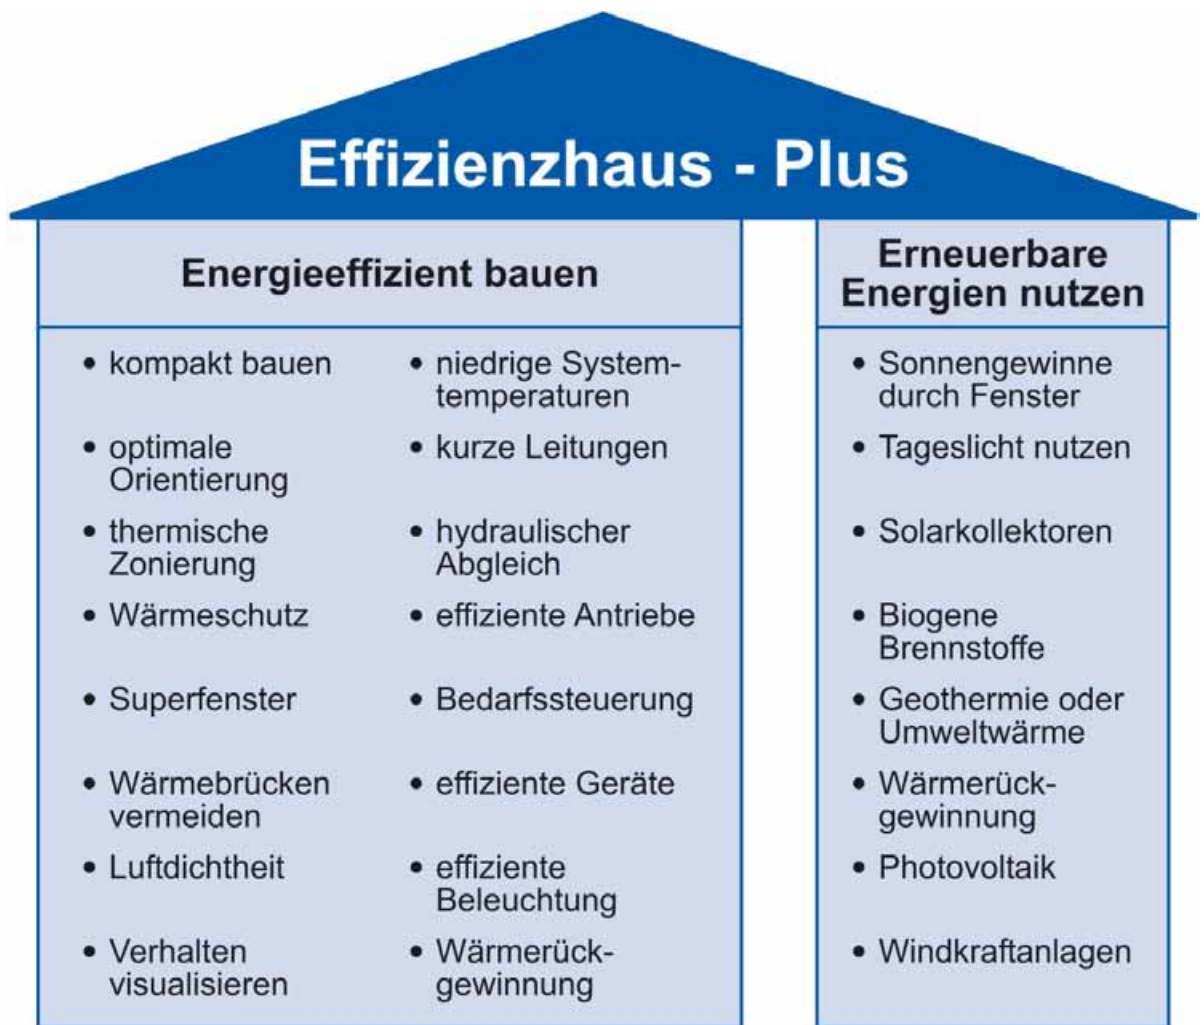 Effizienzhaus - Plus
Energieeffizient bauen
• kompakt bauen
• optimale
Orientierung
• thermische
Zonierung
• Wärmeschutz
• Superfenster
• Wärmebrücken
vermeiden
• Luftdichtheit
• Verhalten
visualisieren
• niedrige System-
temperaturen
• kurze Leitungen
• hydraulischer
Abgleich
• effiziente Antriebe
• Bedarfssteuerung
• effiziente Geräte
• effiziente
Beleuchtung
• Wärmerück-
gewinnung
Erneuerbare
Energien nutzen
• Sonnengewinne
durch Fenster
• Tageslicht nutzen
• Solarkollektoren
• Biogene
Brennstoffe
• Geothermie oder
Umweltwärme
• Wärmerück-
gewinnung
• Photovoltaik
• Windkraftanlagen